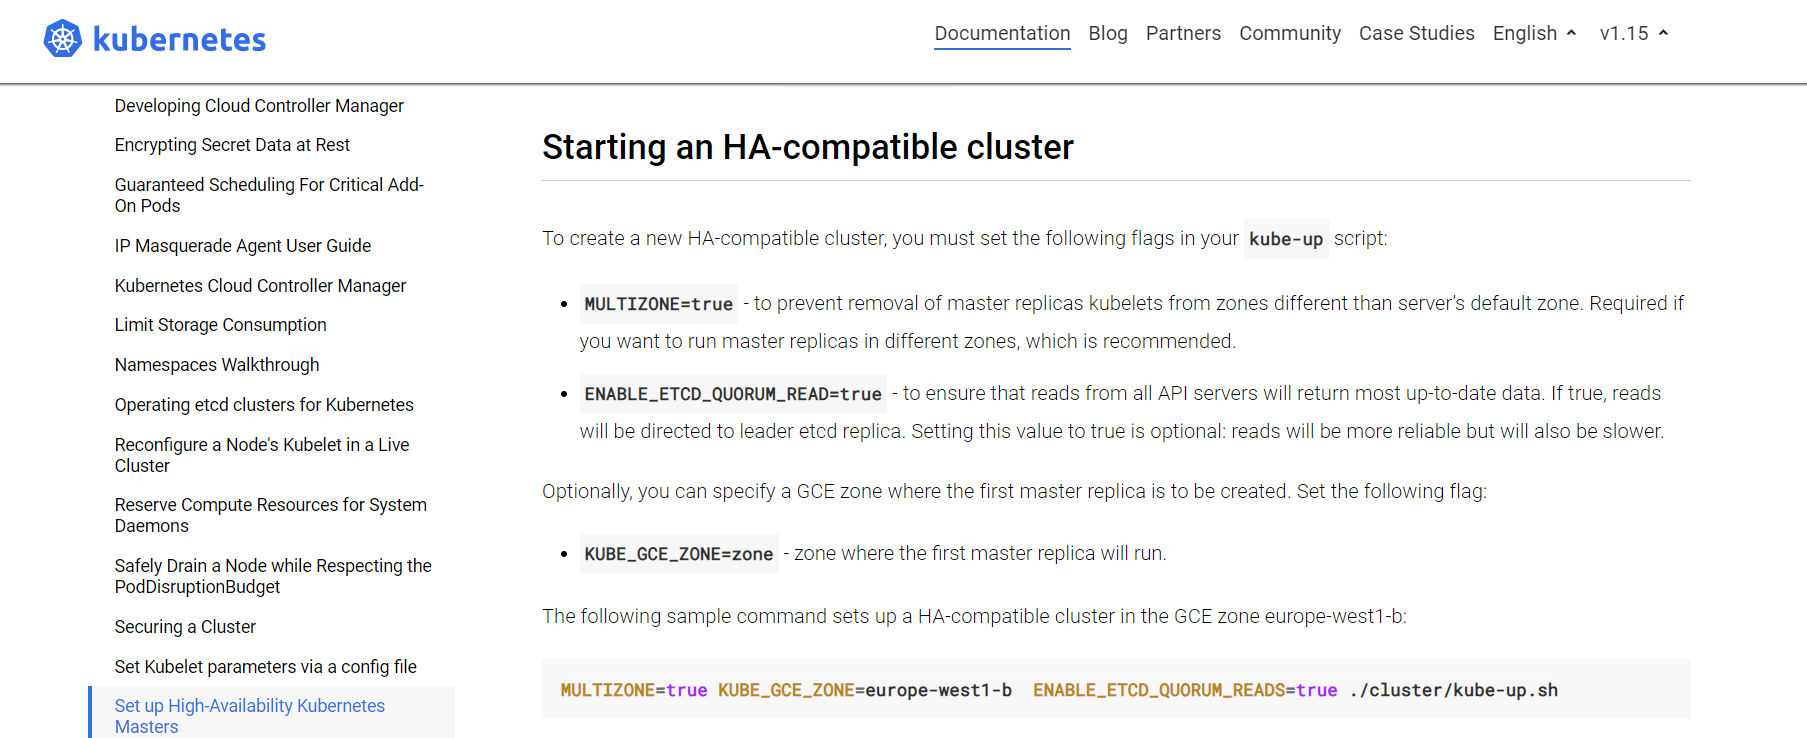 kubernetes
Documentation Blog Partners Community Case Studies English v1.15
Developing Cloud Controller Manager
Encrypting Secret Data at Rest
Guaranteed Scheduling For Critical Add-
On Pods
IP Masquerade Agent User Guide
Kubernetes Cloud Controller Manager
Limit Storage Consumption
Namespaces Walkthrough
Operating etcd clusters for Kubernetes
Reconfigure a Node's Kubelet in a Live
Cluster
Reserve Compute Resources for System
Daemons
Safely Drain a Node while Respecting the
PodDisruptionBudget
Securing a Cluster
Set Kubelet parameters via a config file
Set up High-Availability Kubernetes
Masters
Starting an HA-compatible cluster
To create a new HA-compatible cluster, you must set the following flags in your kube-up script:
• MULTIZONE=true - to prevent removal of master replicas kubelets from zones different than server’s default zone. Required if
you want to run master replicas in different zones, which is recommended.
• ENABLE_ETCD_QUORUM_READ=true - to ensure that reads from all API servers will return most up-to-date data. If true, reads
will be directed to leader etcd replica. Setting this value to true is optional: reads will be more reliable but will also be slower.
Optionally, you can specify a GCE zone where the first master replica is to be created. Set the following flag:
• KUBE_GCE_ZONE=zone - zone where the first master replica will run.
The following sample command sets up a HA-compatible cluster in the GCE zone europe-west1-b:
MULTIZONE=true KUBE_GCE_ZONE=europe-west1-b  ENABLE_ETCD_QUORUM_READS=true ./cluster/kube-up.sh